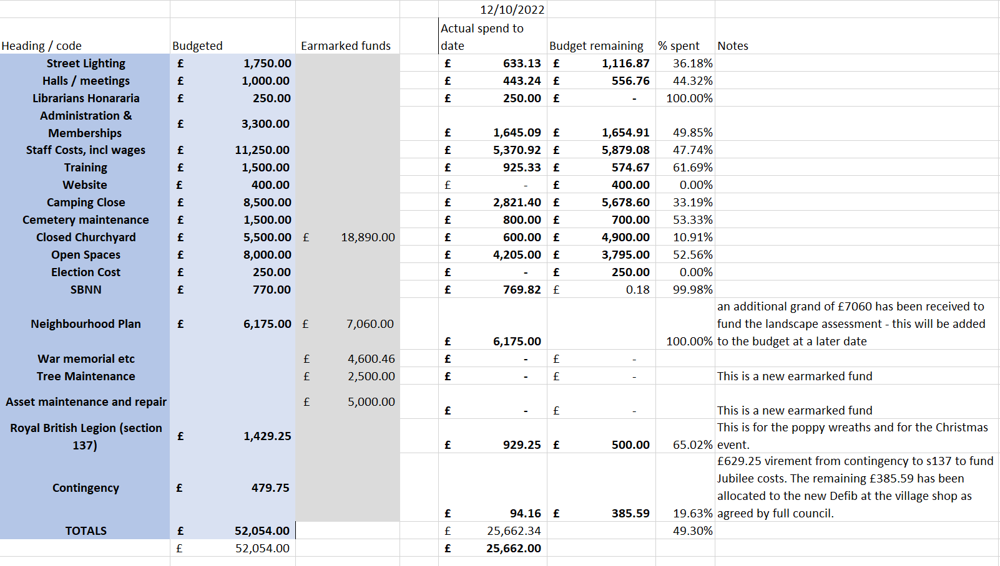 12/10/2022
Heading / code Budgeted Earmarked funds Actual spend to date Budget remaining % spent Notes
Street Lighting £ 1,750.00 £ 633.13 £ 1,116.87 36.18%
Halls / meetings £ 1,000.00 £ 443.24 £ 556.76 44.32%
Librarians Honararia £ 250.00 £ 250.00 £ - 100.00%
Administration & Memberships £ 3,300.00 £ 1,645.09 £ 1,654.91 49.85%
Staff Costs, incl wages £ 11,250.00 £ 5,370.92 £ 5,879.08 47.74%
Training £ 1,500.00 £ 925.33 £ 574.67 61.69%
Website £ 400.00 £ - £ 400.00 0.00%
Camping Close £ 8,500.00 £ 2,821.40 £ 5,678.60 33.19%
Cemetery maintenance £ 1,500.00 £ 800.00 £ 700.00 53.33%
Closed Churchyard £ 5,500.00 £ 18,890.00 £ 600.00 £ 4,900.00 10.91%
Open Spaces £ 8,000.00 £ 4,205.00 £ 3,795.00 52.56%
Election Cost £ 250.00 £ - £ 250.00 0.00%
SBNN £ 770.00 £ 769.82 £ 0.18 99.98%
Neighbourhood Plan £ 6,175.00 £ 7,060.00 £ 6,175.00 100.00% an additional grand of £7060 has been received to
fund the landscape assessment - this will be added
to the budget at a later date
War memorial etc £ 4,600.46 £ - £ -
Tree Maintenance £ 2,500.00 £ - £ - This is a new earmarked fund
Asset maintenance and repair £ 5,000.00 £ - £ - This is a new earmarked fund
Royal British Legion (section 137) £ 1,429.25 £ 929.25 £ 500.00 65.02% This is for the poppy wreaths and for the Christmas
event.
Contingency £ 479.75 £ 94.16 £ 385.59 19.63% £629.25 virement from contingency to s137 to fund
Jubilee costs. The remaining £385.59 has been
allocated to the new Defib at the village shop as
agreed by full council.
TOTALS £ 52,054.00 £ 25,662.34 49.30%
£ 52,054.00 £ 25,662.00